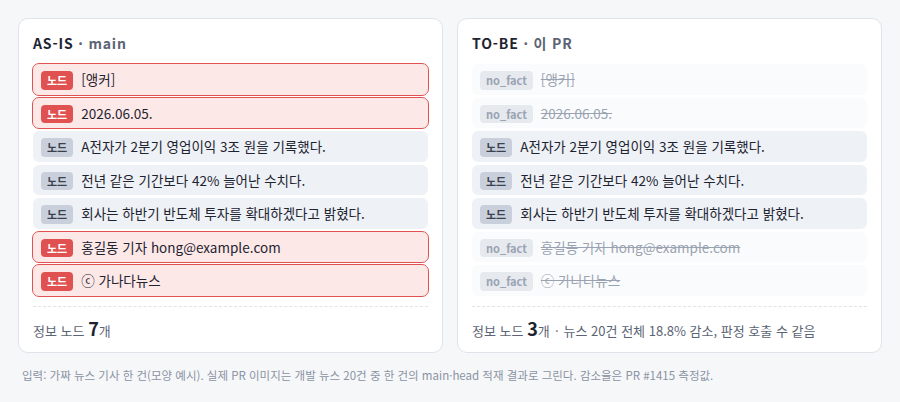 AS-IS · main
노드 [앵커]
노드 2026.06.05.
노드 A전자가 2분기 영업이익 3조 원을 기록했다.
노드 전년 같은 기간보다 42% 늘어난 수치다.
노드 회사는 하반기 반도체 투자를 확대하겠다고 밝혔다.
노드 홍길동 기자 hong@example.com
노드 ⓒ 가나다뉴스
정보 노드 7개
TO-BE · 이 PR
no_fact [앵커]
no_fact 2026.06.05.
노드 A전자가 2분기 영업이익 3조 원을 기록했다.
노드 전년 같은 기간보다 42% 늘어난 수치다.
노드 회사는 하반기 반도체 투자를 확대하겠다고 밝혔다.
no_fact 홍길동 기자 hong@example.com
no_fact ⓒ 가나다뉴스
정보 노드 3개 · 뉴스 20건 전체 18.8% 감소, 판정 호출 수 같음
입력: 가짜 뉴스 기사 한 건(모양 예시). 실제 PR 이미지는 개발 뉴스 20건 중 한 건의 main·head 적재 결과로 그린다. 감소율은 PR #1415 측정값.